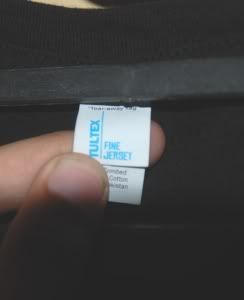 Tear-away tag
TULTEX
FINE
JERSEY
Combed
Cotton
Pakistan